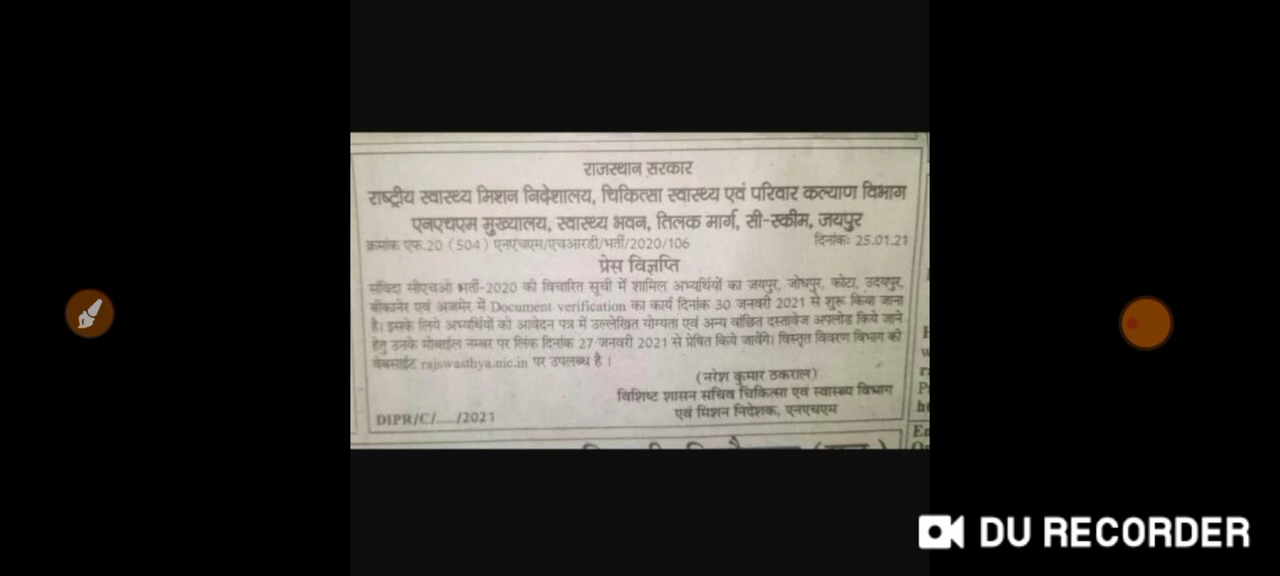 राजस्थान सरकार
राष्ट्रीय स्वास्थ्य मिशन निदेशालय, चिकित्सा स्वास्थ्य एवं परिवार कल्याण विभाग
एनएचएम मुख्यालय, स्वास्थ्य भवन, तिलक मार्ग, सी-स्कीम, जयपुर
क्रमांक एफ.20 (504) एनएचएम/एचआरडी/भर्ती/2020/106 दिनांकः 25.01.21
प्रेस विज्ञप्ति
संविदा सीएचओ भर्ती-2020 की विचारित सूची में शामिल अभ्यर्थियों का जयपुर, जोधपुर, कोटा, उदयपुर,
बीकानेर एवं अजमेर में Document verification का कार्य दिनांक 30 जनवरी 2021 से शुरू किया जाना
है। इसके लिये अभ्यर्थियों को आवेदन पत्र में उल्लेखित योग्यता एवं अन्य वांछित दस्तावेज अपलोड किये जाने
हेतु उनके मोबाईल नम्बर पर लिंक दिनांक 27 जनवरी 2021 से प्रेषित किये जावेंगे। विस्तृत विवरण विभाग की
वेबसाईट rajswasthya.nic.in पर उपलब्ध है।
(नरेश कुमार ठकराल)
विशिष्ट शासन सचिव चिकित्सा एवं स्वास्थ्य विभाग
एवं मिशन निदेशक, एनएचएम
DIPR/C/..../2021
DU RECORDER